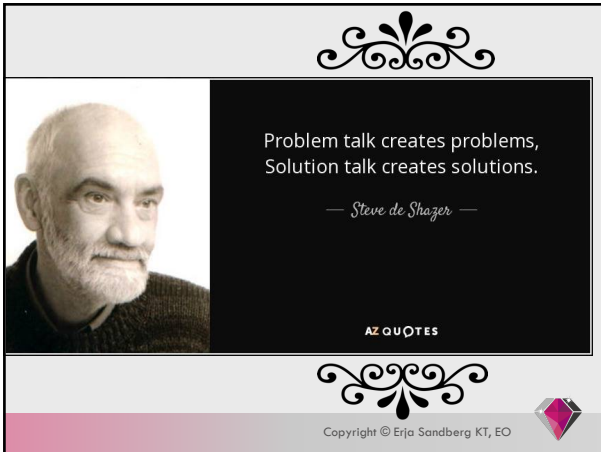 Problem talk creates problems,
Solution talk creates solutions.
— Steve de Shazer —
AZ QUOTES
Copyright © Erja Sandberg KT, EO